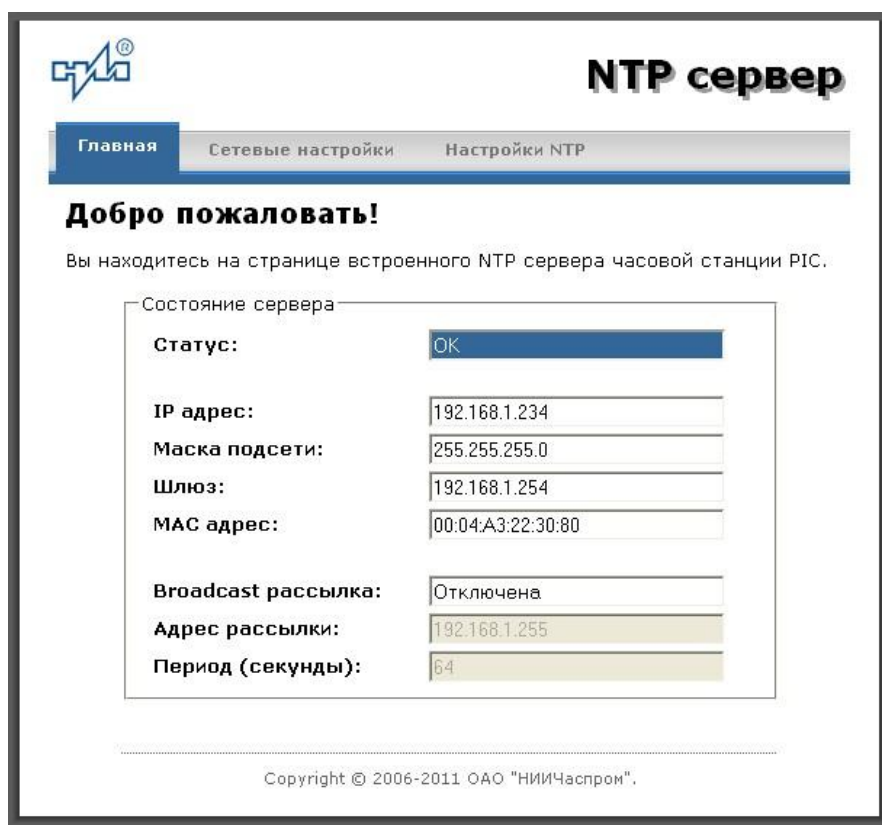 ®
NTP сервер
Главная Сетевые настройки Настройки NTP
Добро пожаловать!
Вы находитесь на странице встроенного NTP сервера часовой станции PIC.
Состояние сервера
Статус: OK
IP адрес: 192.168.1.234
Маска подсети: 255.255.255.0
Шлюз: 192.168.1.254
MAC адрес: 00:04:A3:22:30:80
Broadcast рассылка: Отключена
Адрес рассылки: 192.168.1.255
Период (секунды): 64
Copyright © 2006-2011 ОАО "НИИЧаспром".